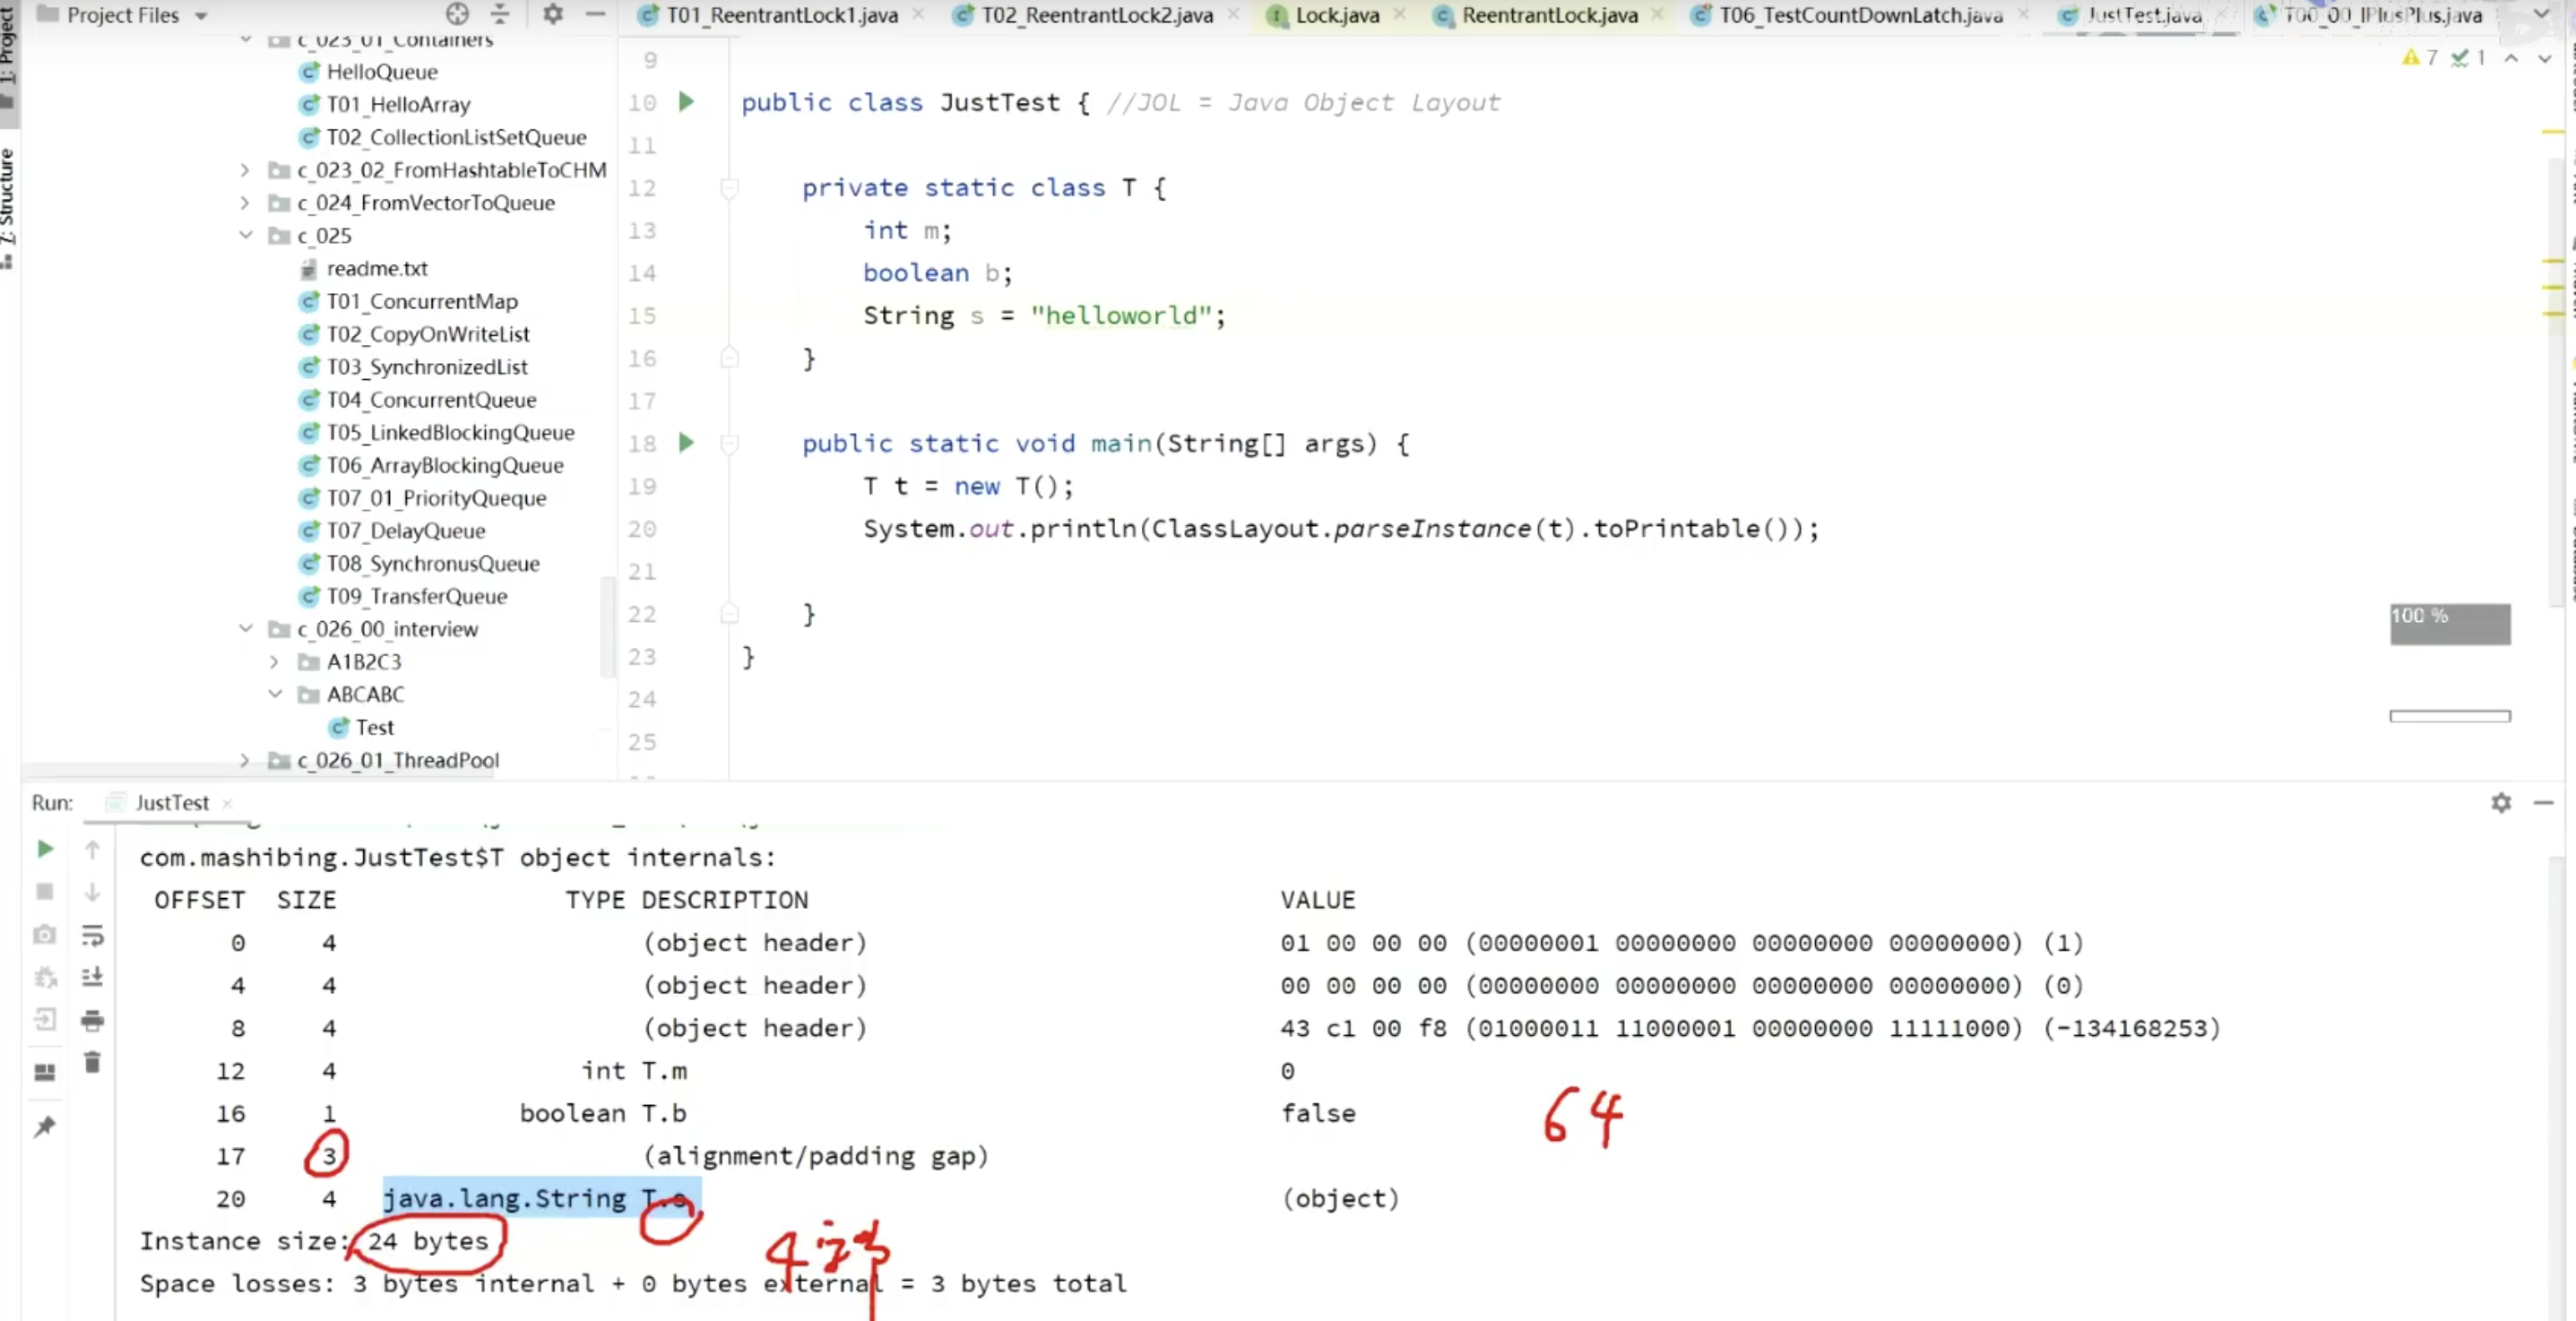 Project Files
T01_ReentrantLock1.java
T02_ReentrantLock2.java
Lock.java
ReentrantLock.java
T06_TestCountDownLatch.java
JustTest.java
T00_00_IPlusPlus.java
1: Project
7: Structure
c_023_01_Containers
HelloQueue
T01_HelloArray
T02_CollectionListSetQueue
c_023_02_FromHashtableToCHM
c_024_FromVectorToQueue
c_025
readme.txt
T01_ConcurrentMap
T02_CopyOnWriteList
T03_SynchronizedList
T04_ConcurrentQueue
T05_LinkedBlockingQueue
T06_ArrayBlockingQueue
T07_01_PriorityQueque
T07_DelayQueue
T08_SynchronusQueue
T09_TransferQueue
c_026_00_interview
A1B2C3
ABCABC
Test
c_026_01_ThreadPool
7 1
9
10 public class JustTest { //JOL = Java Object Layout
11
12 private static class T {
13 int m;
14 boolean b;
15 String s = "helloworld";
16 }
17
18 public static void main(String[] args) {
19 T t = new T();
20 System.out.println(ClassLayout.parseInstance(t).toPrintable());
21
22 }
23 }
24
25
100 %
Run: JustTest
com.mashibing.JustTest$T object internals:
OFFSET SIZE TYPE DESCRIPTION VALUE
0 4 (object header) 01 00 00 00 (00000001 00000000 00000000 00000000) (1)
4 4 (object header) 00 00 00 00 (00000000 00000000 00000000 00000000) (0)
8 4 (object header) 43 c1 00 f8 (01000011 11000001 00000000 11111000) (-134168253)
12 4 int T.m 0
16 1 boolean T.b false
64
17 3 (alignment/padding gap)
20 4 java.lang.String T.s (object)
Instance size: 24 bytes
4
Space losses: 3 bytes internal + 0 bytes external = 3 bytes total